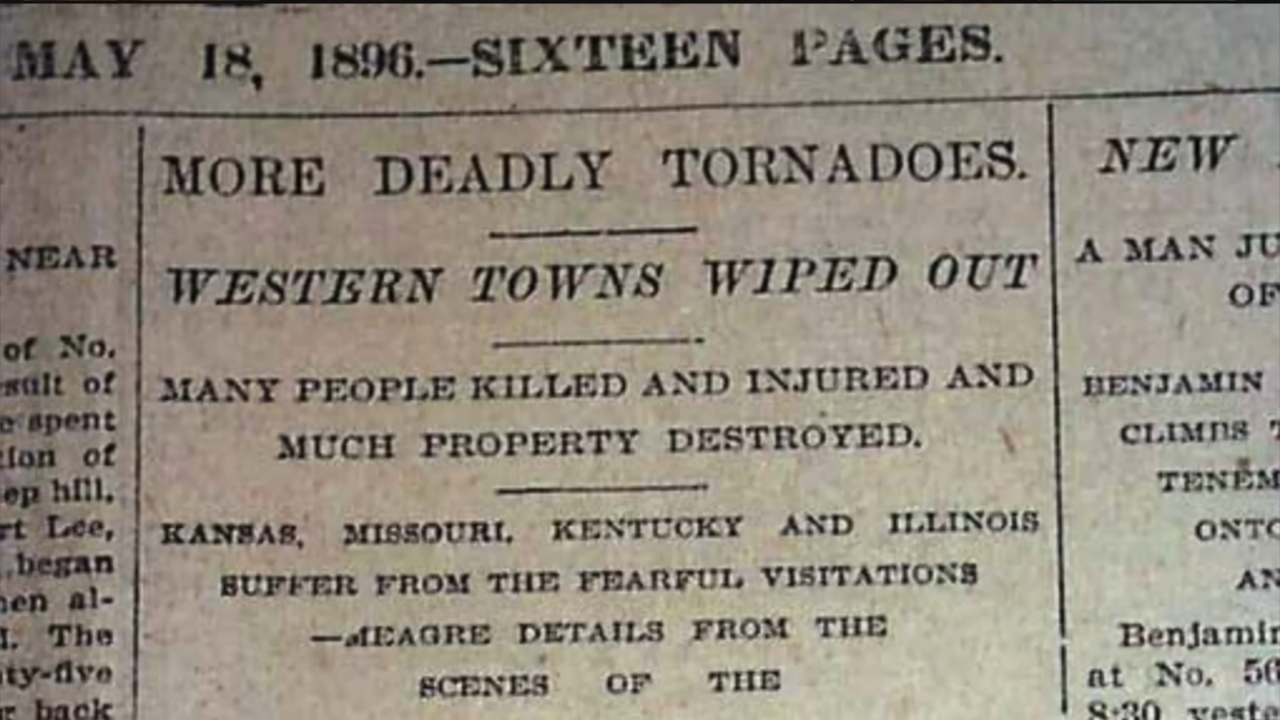 MAY 18, 1896.—SIXTEEN PAGES.
NEAR
of No.
sult of
e spent
tion of
ep hill.
rt Lee,
began
hen al-
The
ty-five
back
MORE DEADLY TORNADOES.
WESTERN TOWNS WIPED OUT
MANY PEOPLE KILLED AND INJURED AND
MUCH PROPERTY DESTROYED.
KANSAS, MISSOURI, KENTUCKY AND ILLINOIS
SUFFER FROM THE FEARFUL VISITATIONS
—MEAGRE DETAILS FROM THE
SCENES OF THE
NEW
A MAN JU
OF
BENJAMIN
CLIMBS T
TENEM
ONTO
AN
Benjamin
at No. 56
8:30 yeste